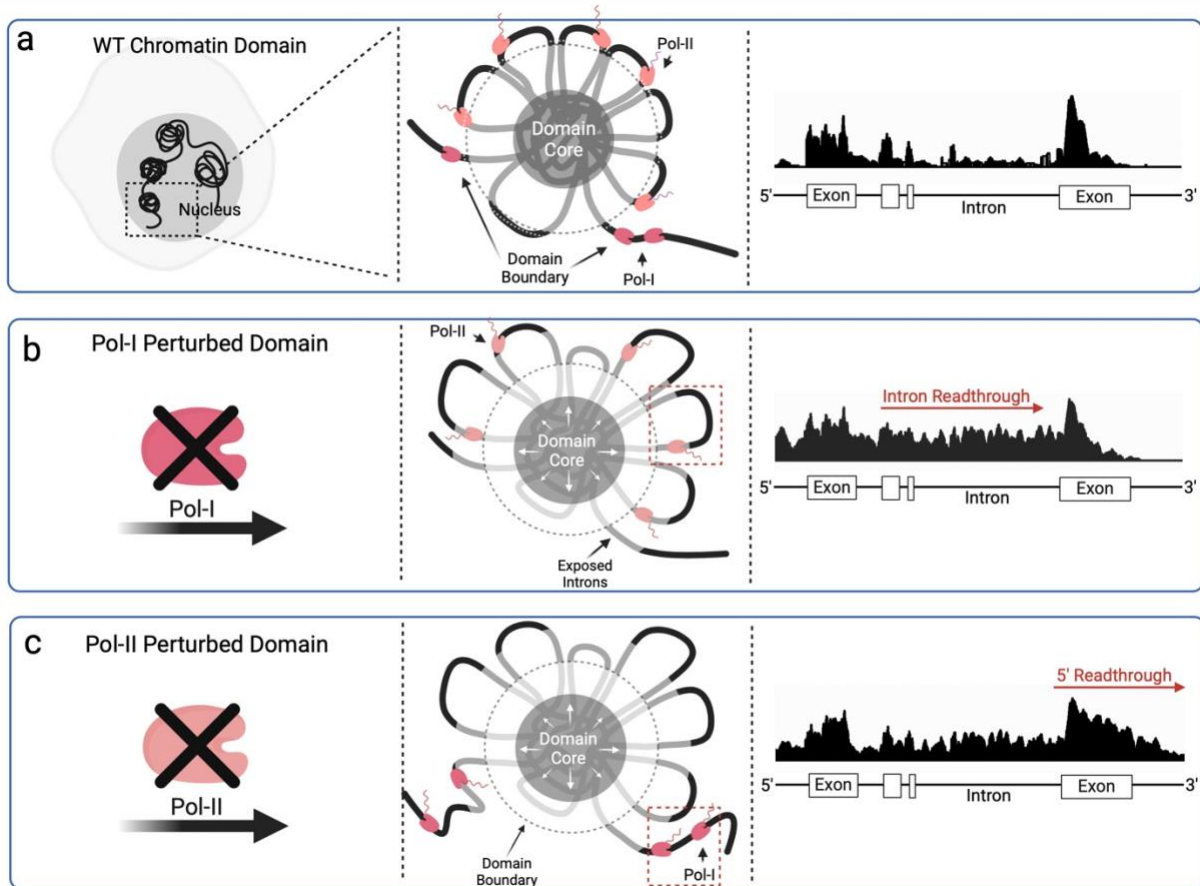 a
WT Chromatin Domain
Nucleus
Domain
Core
Pol-II
Domain
Boundary
Pol-I
5'
Exon
Intron
Exon
3'
b
Pol-I Perturbed Domain
Pol-I
Pol-II
Domain
Core
Exposed
Introns
Intron Readthrough
5'
Exon
Intron
Exon
3'
c
Pol-II Perturbed Domain
Pol-II
Domain
Core
Domain
Boundary
Pol-I
5' Readthrough
5'
Exon
Intron
Exon
3'